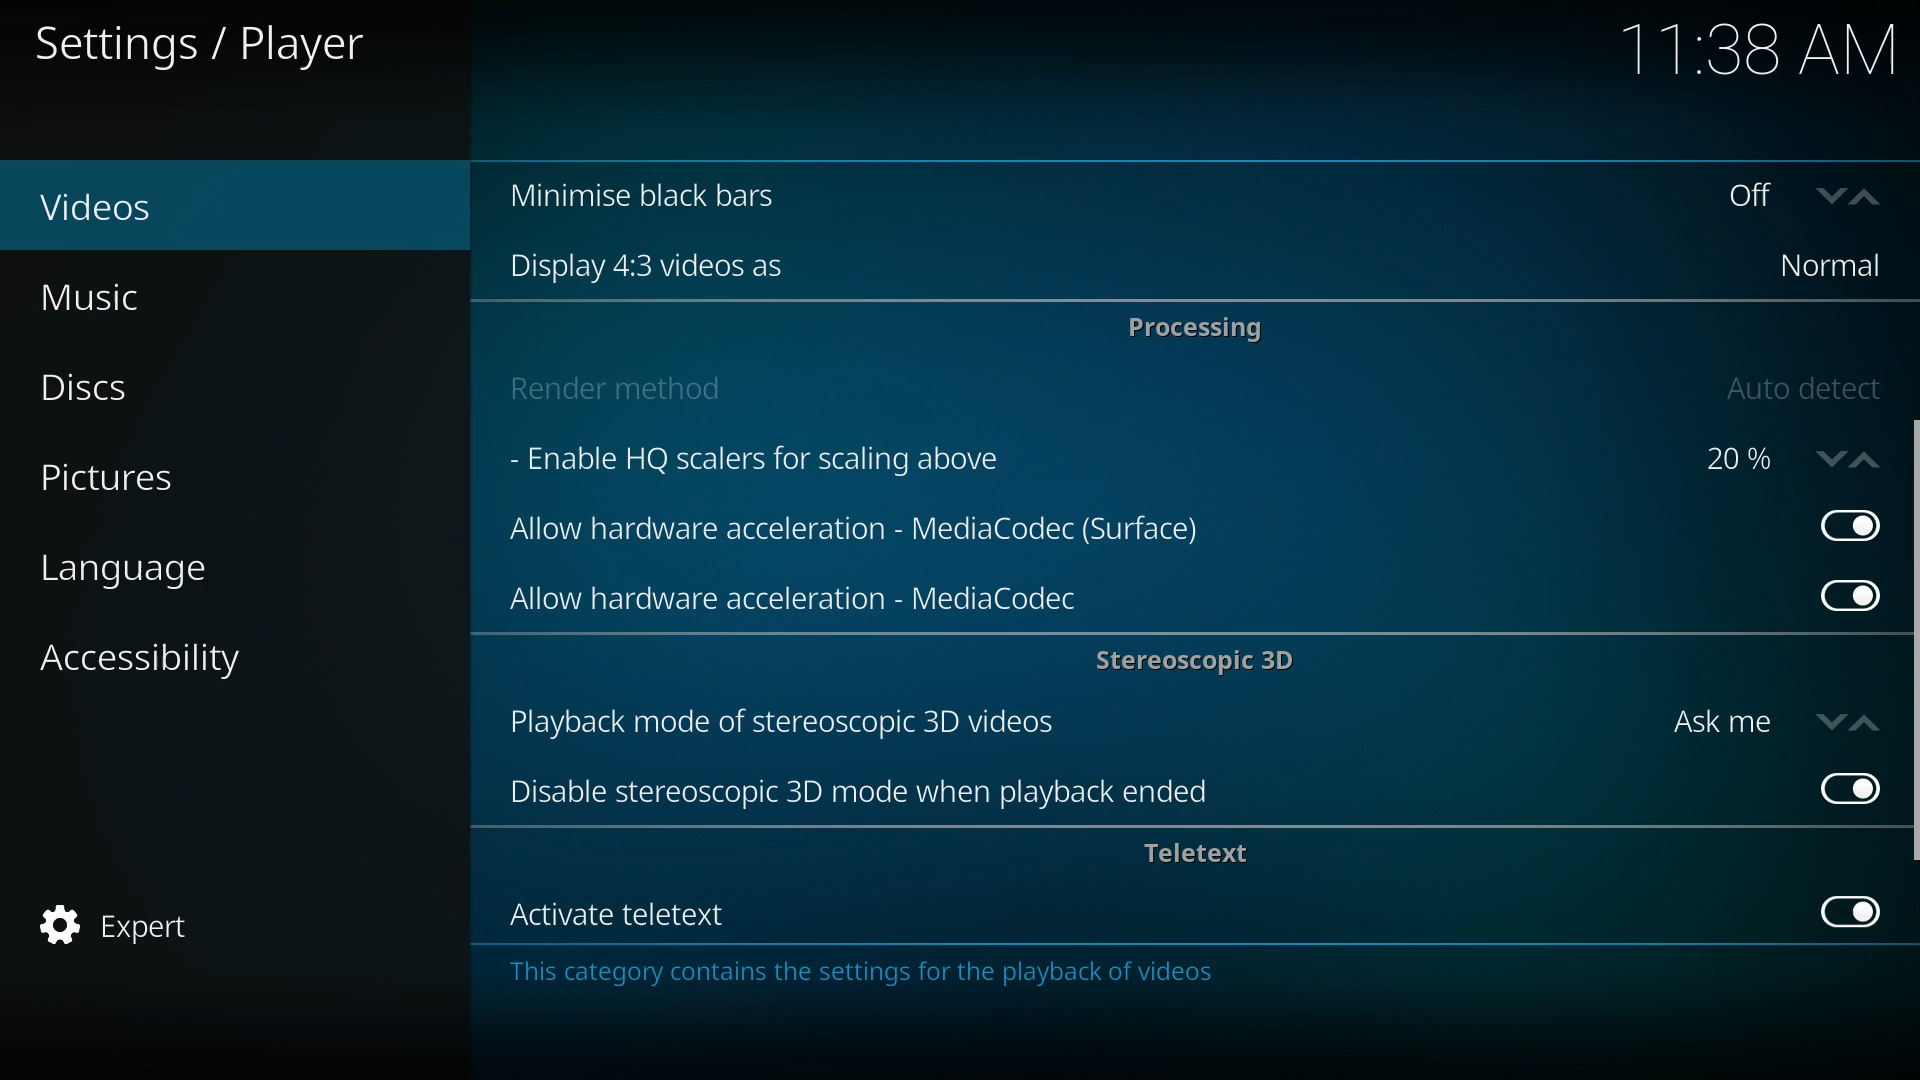 Settings / Player
11:38 AM
Videos
Music
Discs
Pictures
Language
Accessibility
Expert
Minimise black bars Off
Display 4:3 videos as Normal
Processing
Render method Auto detect
- Enable HQ scalers for scaling above 20 %
Allow hardware acceleration - MediaCodec (Surface)
Allow hardware acceleration - MediaCodec
Stereoscopic 3D
Playback mode of stereoscopic 3D videos Ask me
Disable stereoscopic 3D mode when playback ended
Teletext
Activate teletext
This category contains the settings for the playback of videos